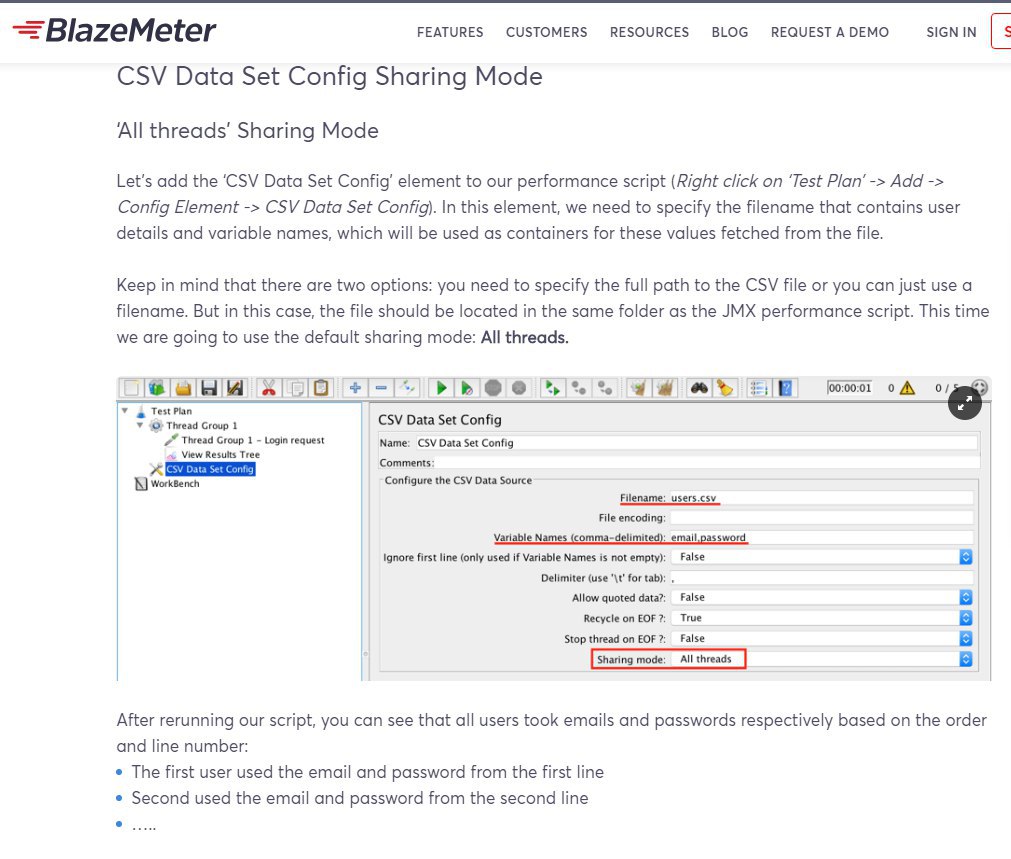 BlazeMeter
FEATURES CUSTOMERS RESOURCES BLOG REQUEST A DEMO SIGN IN S
CSV Data Set Config Sharing Mode
‘All threads’ Sharing Mode
Let’s add the ‘CSV Data Set Config’ element to our performance script (Right click on ‘Test Plan’ -> Add ->
Config Element -> CSV Data Set Config). In this element, we need to specify the filename that contains user
details and variable names, which will be used as containers for these values fetched from the file.
Keep in mind that there are two options: you need to specify the full path to the CSV file or you can just use a
filename. But in this case, the file should be located in the same folder as the JMX performance script. This time
we are going to use the default sharing mode: All threads.
00:00:01 0 0 / 5
Test Plan
Thread Group 1
Thread Group 1 - Login request
View Results Tree
CSV Data Set Config
WorkBench
CSV Data Set Config
Name: CSV Data Set Config
Comments:
Configure the CSV Data Source
Filename: users.csv
File encoding:
Variable Names (comma-delimited): email,password
Ignore first line (only used if Variable Names is not empty): False
Delimiter (use '\t' for tab): ,
Allow quoted data?: False
Recycle on EOF ?: True
Stop thread on EOF ?: False
Sharing mode: All threads
After rerunning our script, you can see that all users took emails and passwords respectively based on the order
and line number:
• The first user used the email and password from the first line
• Second used the email and password from the second line
• …..